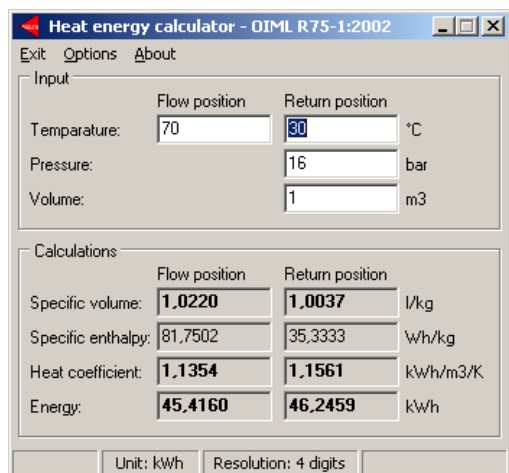 Heat energy calculator - OIML R75-1:2002
Exit Options About
Input
Flow position Return position
Temparature: 70 30 °C
Pressure: 16 bar
Volume: 1 m3
Calculations
Flow position Return position
Specific volume: 1,0220 1,0037 l/kg
Specific enthalpy: 81,7502 35,3333 Wh/kg
Heat coefficient: 1,1354 1,1561 kWh/m3/K
Energy: 45,4160 46,2459 kWh
Unit: kWh Resolution: 4 digits